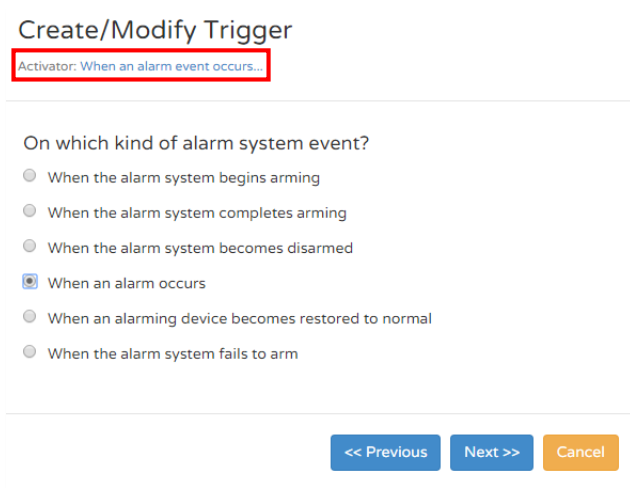 Create/Modify Trigger
Activator: When an alarm event occurs...
On which kind of alarm system event?
When the alarm system begins arming
When the alarm system completes arming
When the alarm system becomes disarmed
When an alarm occurs
When an alarming device becomes restored to normal
When the alarm system fails to arm
<< Previous Next >> Cancel